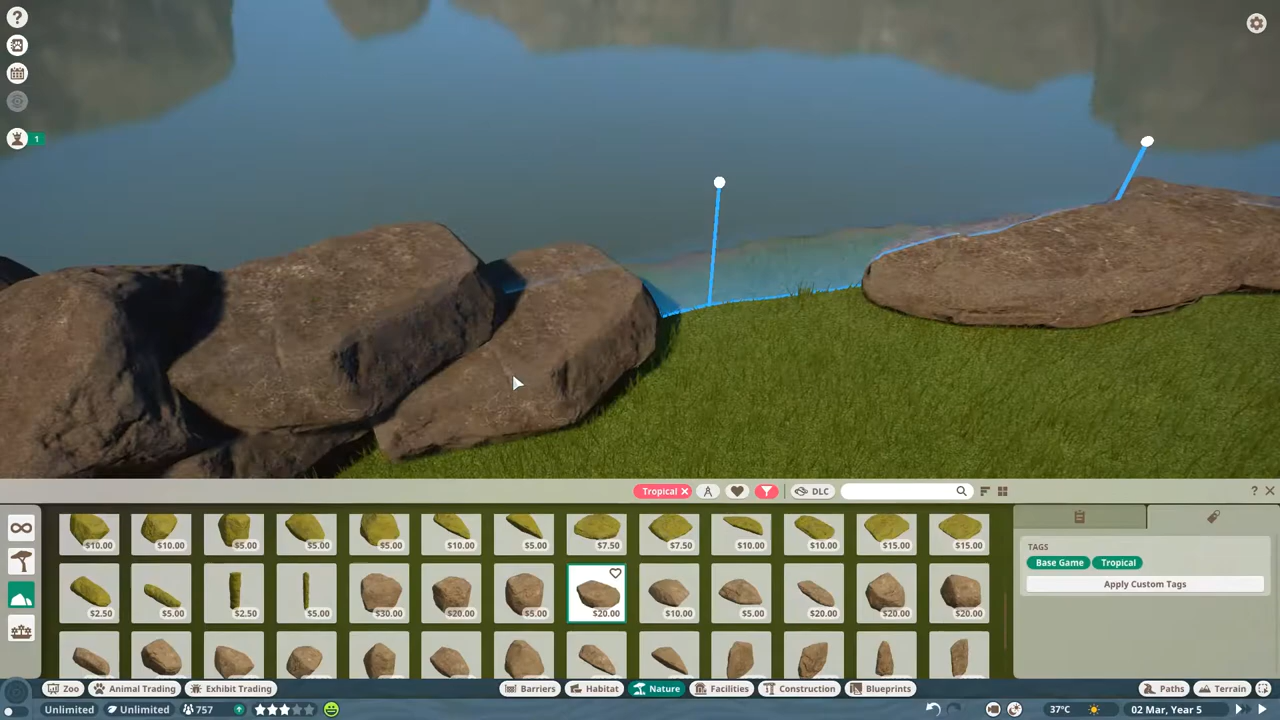 ?
1
Tropical ×
DLC
? ×
$10.00 $10.00 $5.00 $5.00 $5.00 $10.00 $5.00 $7.50 $7.50 $10.00 $10.00 $15.00 $15.00
$2.50 $5.00 $2.50 $5.00 $30.00 $20.00 $5.00 $20.00 $10.00 $5.00 $20.00 $20.00 $20.00
TAGS
Base Game Tropical
Apply Custom Tags
Zoo Animal Trading Exhibit Trading Barriers Habitat Nature Facilities Construction Blueprints Paths Terrain
Unlimited Unlimited 757 37°C 02 Mar, Year 5